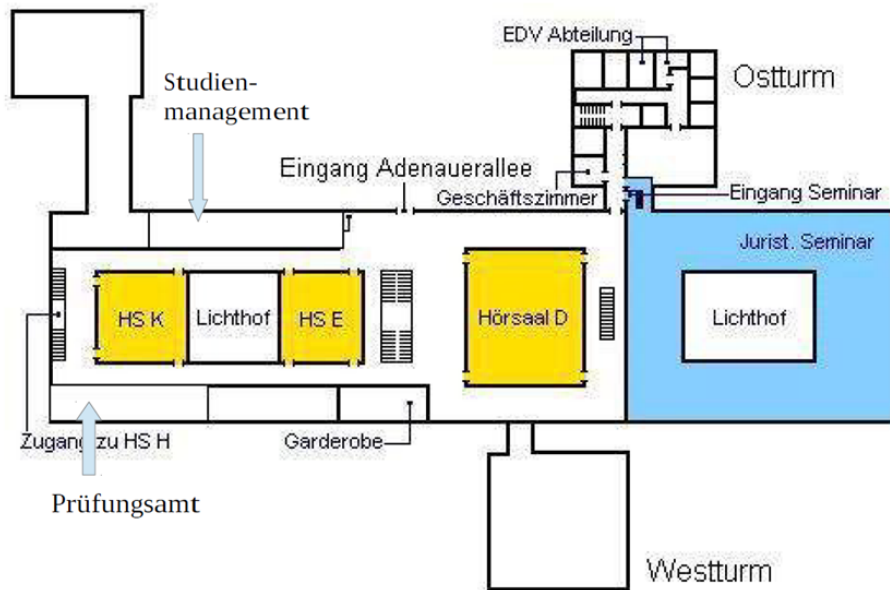 EDV Abteilung
Ostturm
Studien-
management
Eingang Adenauerallee
Geschäftszimmer
Eingang Seminar
Jurist. Seminar
HS K
Lichthof
HS E
Hörsaal D
Lichthof
Zugang zu HS H
Garderobe
Prüfungsamt
Westturm